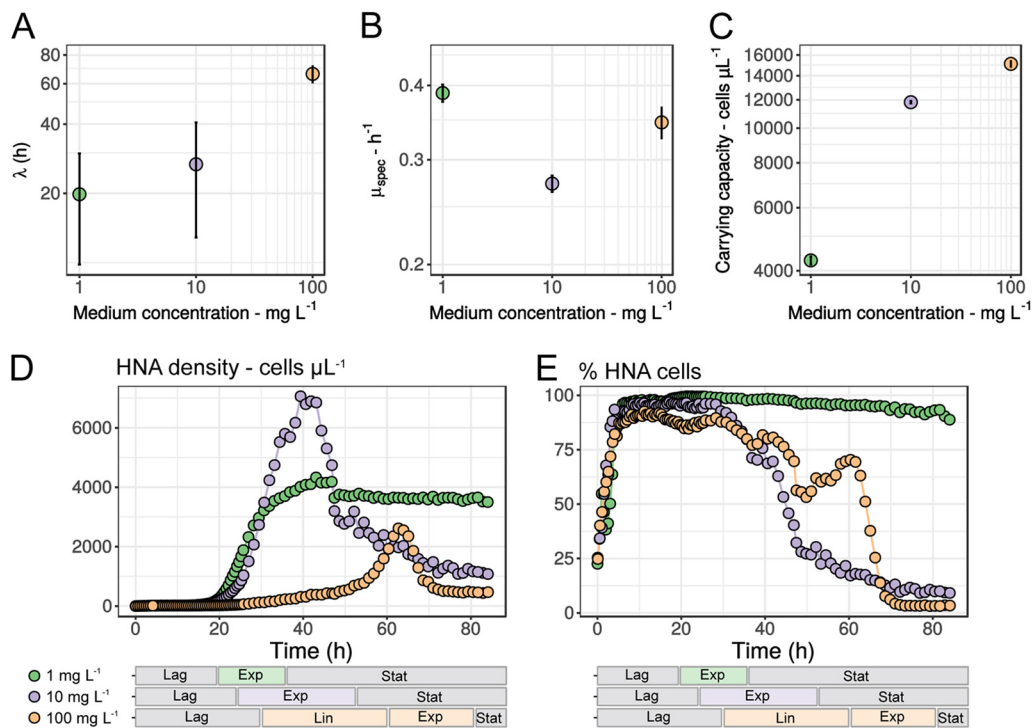 A
80
60
40
20
λ (h)
1
10
100
Medium concentration - mg L⁻¹
B
0.4
0.3
0.2
μspec - h⁻¹
1
10
100
Medium concentration - mg L⁻¹
C
16000
15000
12000
10000
8000
6000
4000
Carrying capacity - cells μL⁻¹
1
10
100
Medium concentration - mg L⁻¹
D
HNA density - cells μL⁻¹
6000
4000
2000
0
0
20
40
60
80
Time (h)
E
% HNA cells
100
75
50
25
0
0
20
40
60
80
Time (h)
1 mg L⁻¹
10 mg L⁻¹
100 mg L⁻¹
Lag Exp Stat
Lag Exp Stat
Lag Lin Exp Stat
Lag Exp Stat
Lag Exp Stat
Lag Lin Exp Stat